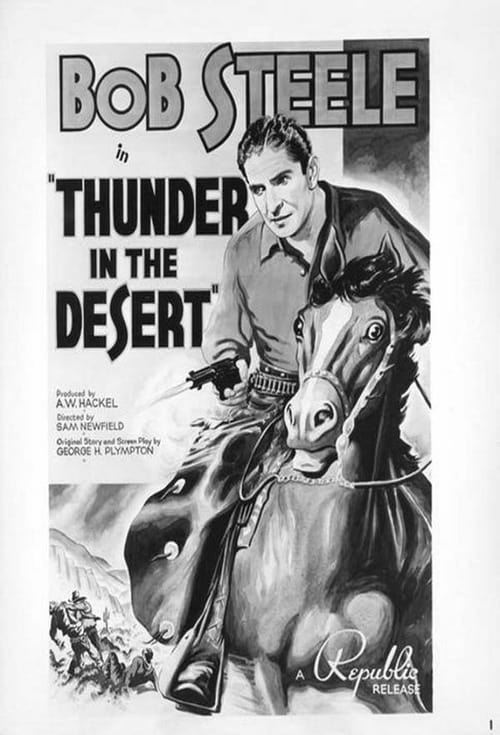 BOB STEELE
in
"THUNDER
IN THE
DESERT"
Produced by
A.W. HACKEL
Directed by
SAM NEWFIELD
Original Story and Screen Play by
GEORGE H. PLYMPTON
A Republic
RELEASE
1